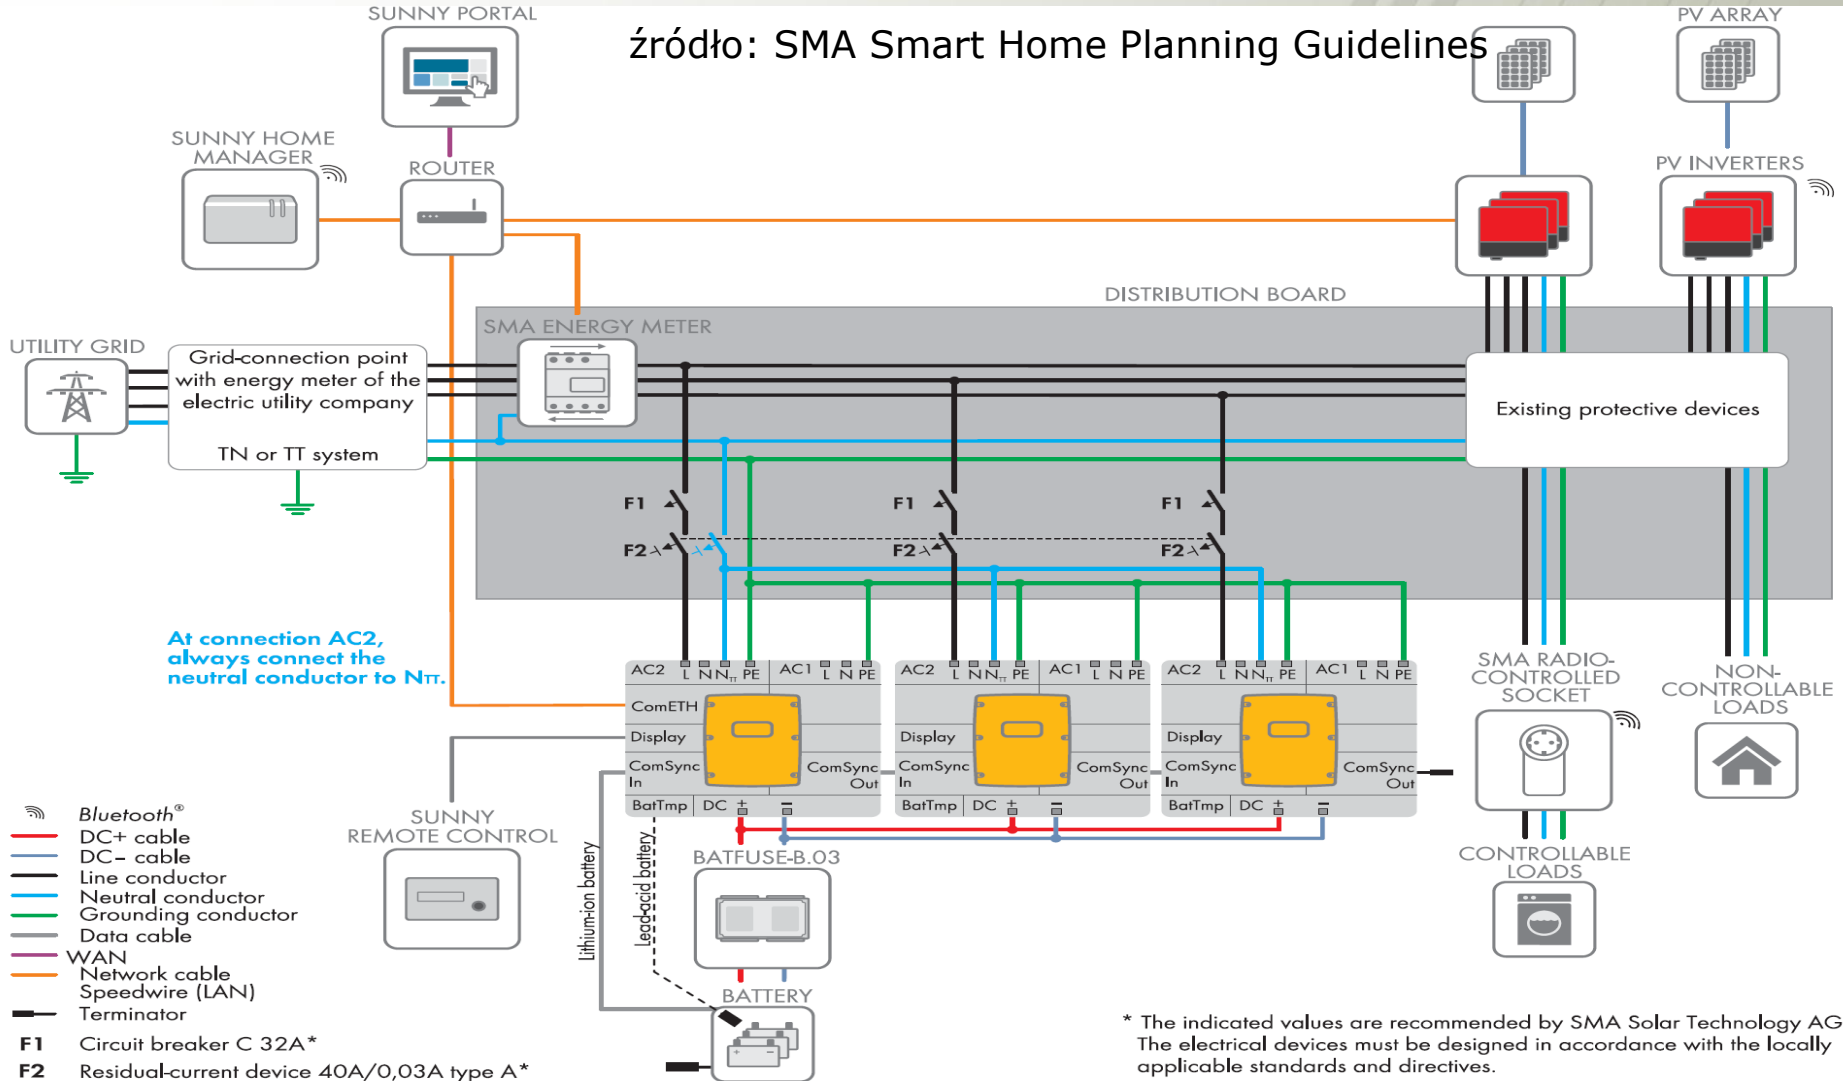 SUNNY PORTAL
źródło: SMA Smart Home Planning Guidelines
PV ARRAY
SUNNY HOME
MANAGER
ROUTER
PV INVERTERS
DISTRIBUTION BOARD
SMA ENERGY METER
UTILITY GRID
Grid-connection point
with energy meter of the
electric utility company
TN or TT system
Existing protective devices
F1
F1
F1
F2
F2
F2
At connection AC2,
always connect the
neutral conductor to NTT.
AC2 L N NTT PE AC1 L N PE
AC2 L N NTT PE AC1 L N PE
AC2 L N NTT PE AC1 L N PE
ComETH
Display
Display
Display
ComSync
In
ComSync
Out
ComSync
In
ComSync
Out
ComSync
In
ComSync
Out
BatTmp DC + −
BatTmp DC + −
BatTmp DC + −
SMA RADIO-
CONTROLLED
SOCKET
NON-
CONTROLLABLE
LOADS
SUNNY
REMOTE CONTROL
Lithium-ion battery
Lead-acid battery
BATFUSE-B.03
BATTERY
CONTROLLABLE
LOADS
Bluetooth®
DC+ cable
DC− cable
Line conductor
Neutral conductor
Grounding conductor
Data cable
WAN
Network cable
Speedwire (LAN)
Terminator
F1 Circuit breaker C 32A*
F2 Residual-current device 40A/0,03A type A*
* The indicated values are recommended by SMA Solar Technology AG
The electrical devices must be designed in accordance with the locally
applicable standards and directives.